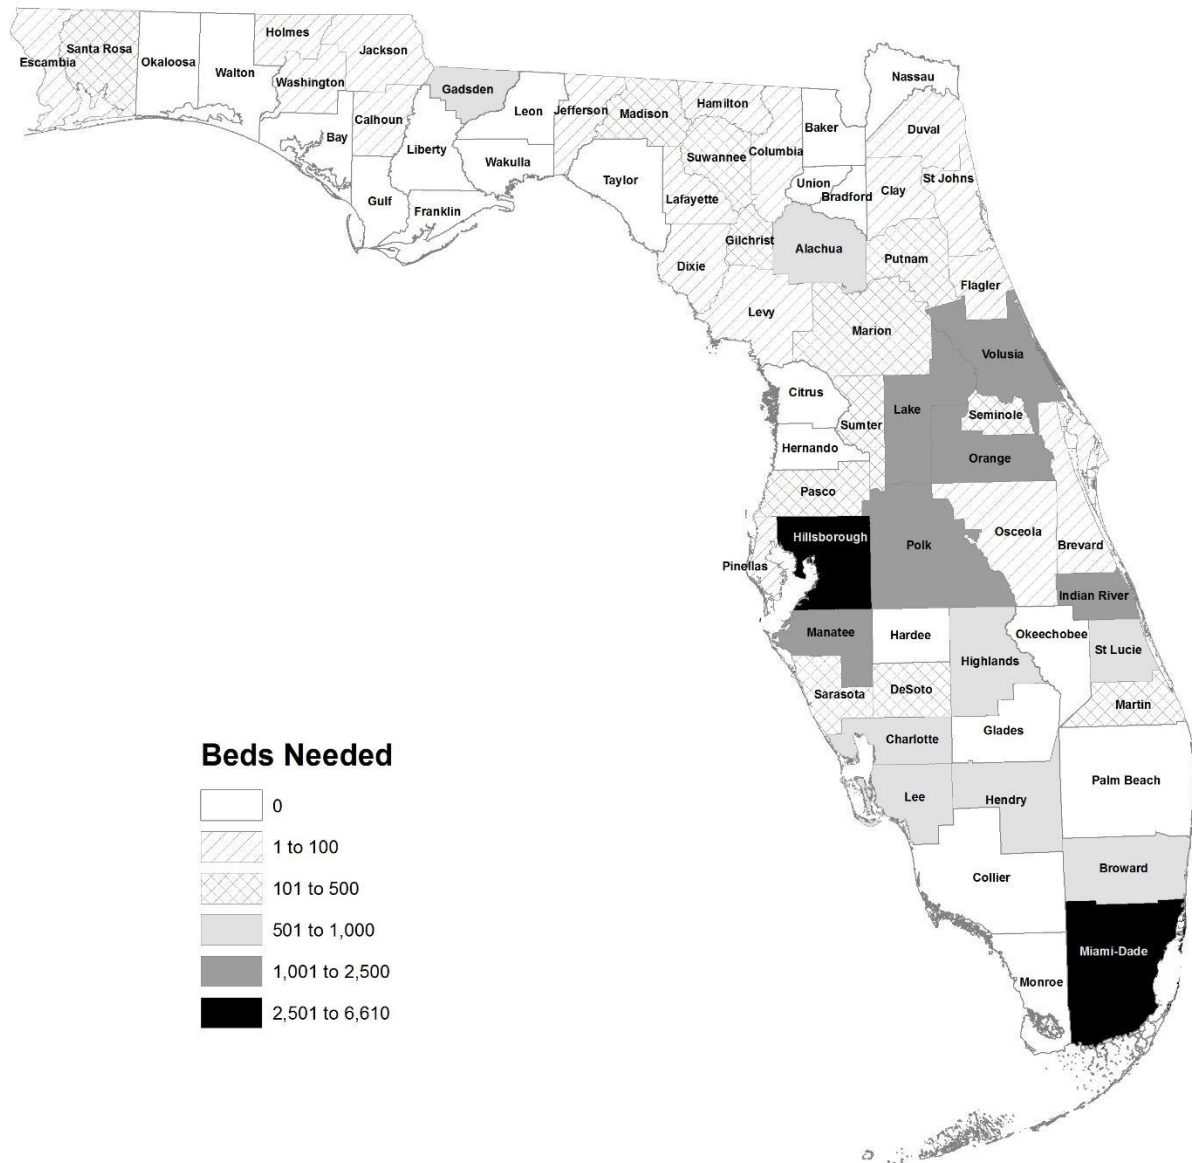 Holmes
Jackson
Santa Rosa
Escambia
Okaloosa
Walton
Washington
Gadsden
Calhoun
Bay
Liberty
Leon
Jefferson
Madison
Hamilton
Wakulla
Gulf
Franklin
Taylor
Suwannee
Columbia
Lafayette
Baker
Nassau
Duval
Union
Bradford
Clay
St Johns
Gilchrist
Alachua
Putnam
Dixie
Flagler
Levy
Marion
Volusia
Citrus
Lake
Seminole
Sumter
Hernando
Orange
Pasco
Hillsborough
Polk
Osceola
Brevard
Pinellas
Indian River
Manatee
Hardee
Okeechobee
Highlands
St Lucie
Sarasota
DeSoto
Martin
Charlotte
Glades
Lee
Hendry
Palm Beach
Collier
Broward
Miami-Dade
Monroe
Beds Needed
0
1 to 100
101 to 500
501 to 1,000
1,001 to 2,500
2,501 to 6,610